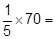 1/5 × 70 =